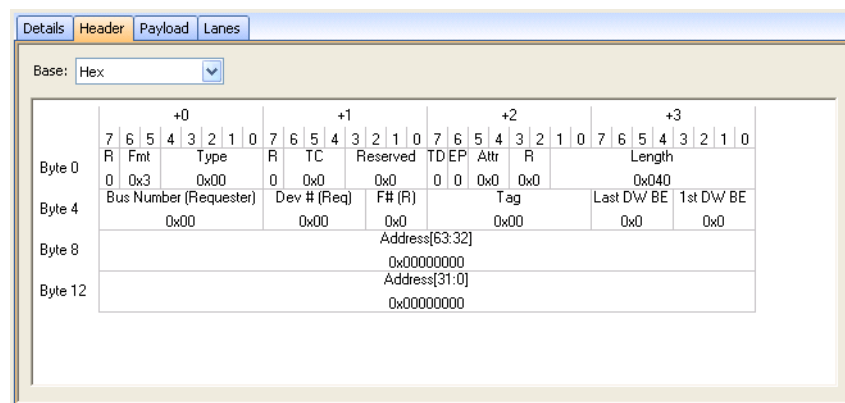 Details Header Payload Lanes
Base: Hex
+0 +1 +2 +3
7 6 5 4 3 2 1 0 7 6 5 4 3 2 1 0 7 6 5 4 3 2 1 0 7 6 5 4 3 2 1 0
Byte 0 R Fmt Type R TC Reserved TD EP Attr R Length
0 0x3 0x00 0 0x0 0x0 0 0 0x0 0x0 0x040
Byte 4 Bus Number (Requester) Dev # (Req) F# (R) Tag Last DW BE 1st DW BE
0x00 0x00 0x0 0x00 0x0 0x0
Byte 8 Address[63:32]
0x00000000
Byte 12 Address[31:0]
0x00000000